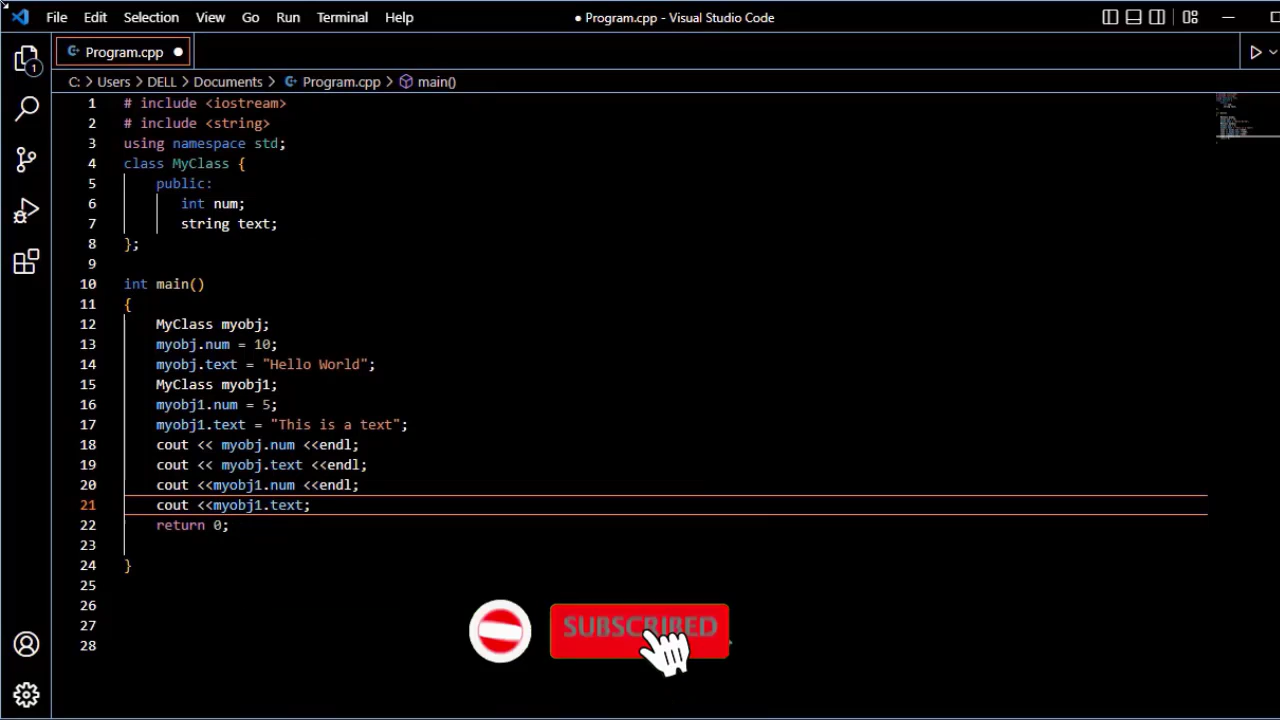 File Edit Selection View Go Run Terminal Help ● Program.cpp - Visual Studio Code
Program.cpp ●
C: > Users > DELL > Documents > Program.cpp > main()
1
1 # include <iostream>
2 # include <string>
3 using namespace std;
4 class MyClass {
5 public:
6 int num;
7 string text;
8 };
9
10 int main()
11 {
12 MyClass myobj;
13 myobj.num = 10;
14 myobj.text = "Hello World";
15 MyClass myobj1;
16 myobj1.num = 5;
17 myobj1.text = "This is a text";
18 cout << myobj.num <<endl;
19 cout << myobj.text <<endl;
20 cout <<myobj1.num <<endl;
21 cout <<myobj1.text;
22 return 0;
23
24 }
25
26
27
28
SUBSCRIBED